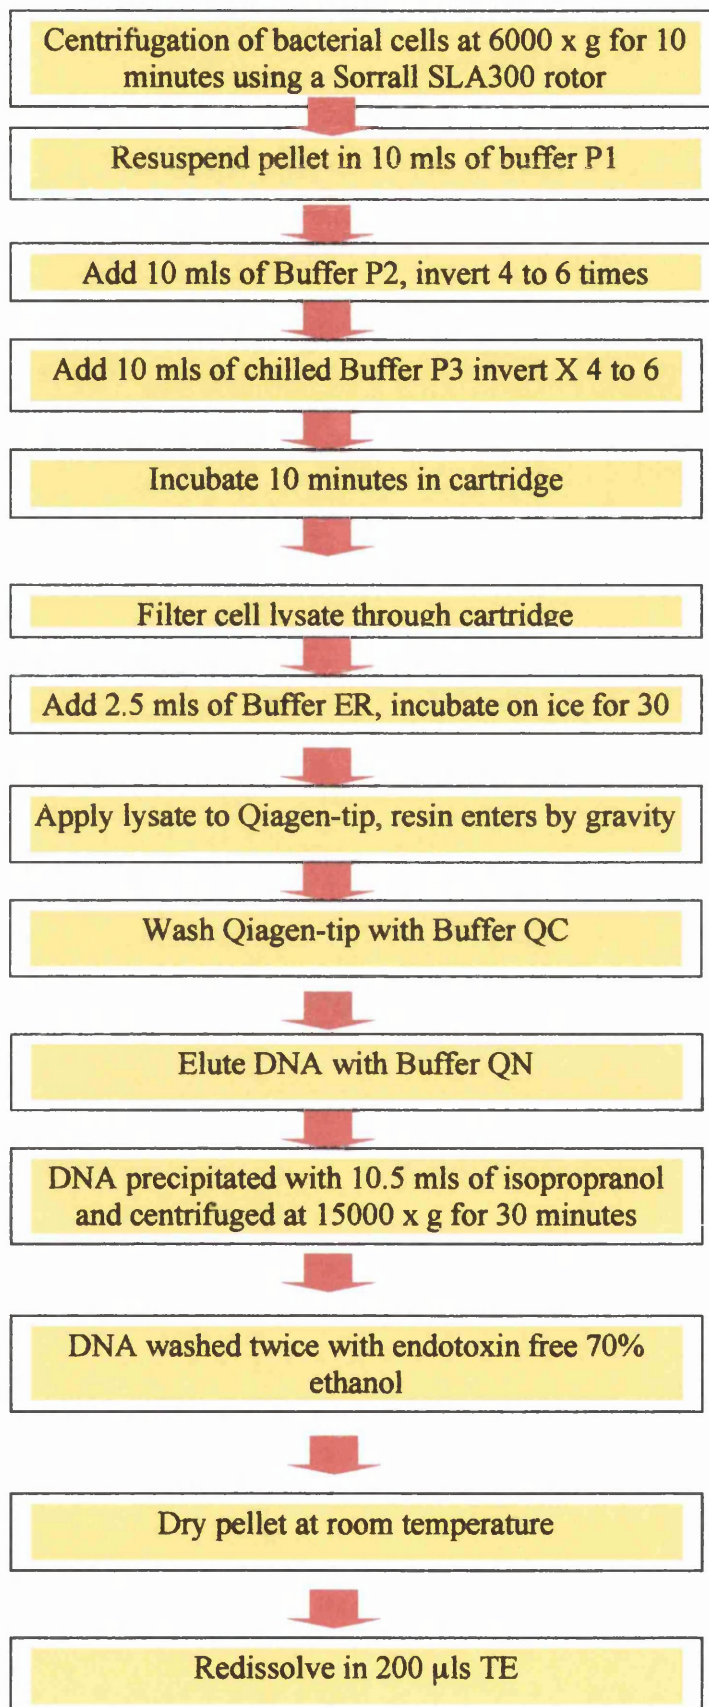 Centrifugation of bacterial cells at 6000 x g for 10
minutes using a Sorrall SLA300 rotor
Resuspend pellet in 10 mls of buffer P1
Add 10 mls of Buffer P2, invert 4 to 6 times
Add 10 mls of chilled Buffer P3 invert X 4 to 6
Incubate 10 minutes in cartridge
Filter cell lysate through cartridge
Add 2.5 mls of Buffer ER, incubate on ice for 30
Apply lysate to Qiagen-tip, resin enters by gravity
Wash Qiagen-tip with Buffer QC
Elute DNA with Buffer QN
DNA precipitated with 10.5 mls of isopropranol
and centrifuged at 15000 x g for 30 minutes
DNA washed twice with endotoxin free 70%
ethanol
Dry pellet at room temperature
Redissolve in 200 μls TE